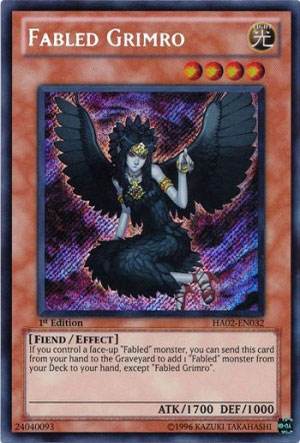 FABLED GRIMRO
LIGHT
光
1st Edition
HA02-EN032
[FIEND / EFFECT]
If you control a face-up "Fabled" monster, you can send this
from your hand to the Graveyard to add 1 "Fabled" monster
from your Deck to your hand, except "Fabled Grimro".
ATK/1700 DEF/1000
24040093
©1996 KAZUKI TAKAHASHI